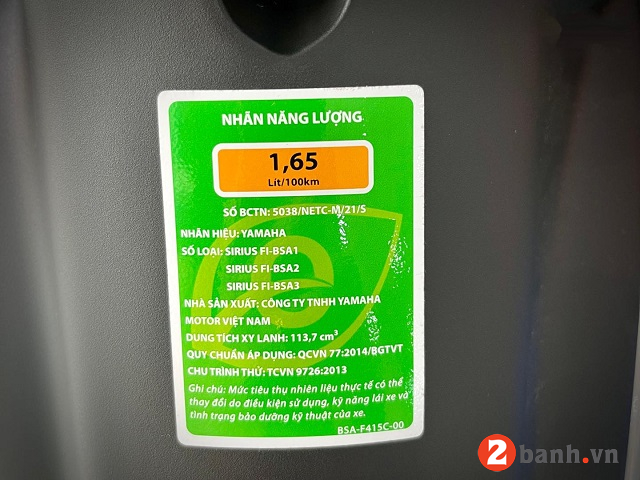 NHÃN NĂNG LƯỢNG
1,65
Lít/100km
SỐ BCTN: 5038/NETC-M/21/S
NHÃN HIỆU: YAMAHA
SỐ LOẠI: SIRIUS FI-BSA1
SIRIUS FI-BSA2
SIRIUS FI-BSA3
NHÀ SẢN XUẤT: CÔNG TY TNHH YAMAHA
MOTOR VIỆT NAM
DUNG TÍCH XY LANH: 113,7 cm³
QUY CHUẨN ÁP DỤNG: QCVN 77:2014/BGTVT
CHU TRÌNH THỬ: TCVN 9726:2013
Ghi chú: Mức tiêu thụ nhiên liệu thực tế có thể
thay đổi do điều kiện sử dụng, kỹ năng lái xe và
tình trạng bảo dưỡng kỹ thuật của xe.
BSA-F415C-00
2banh.vn